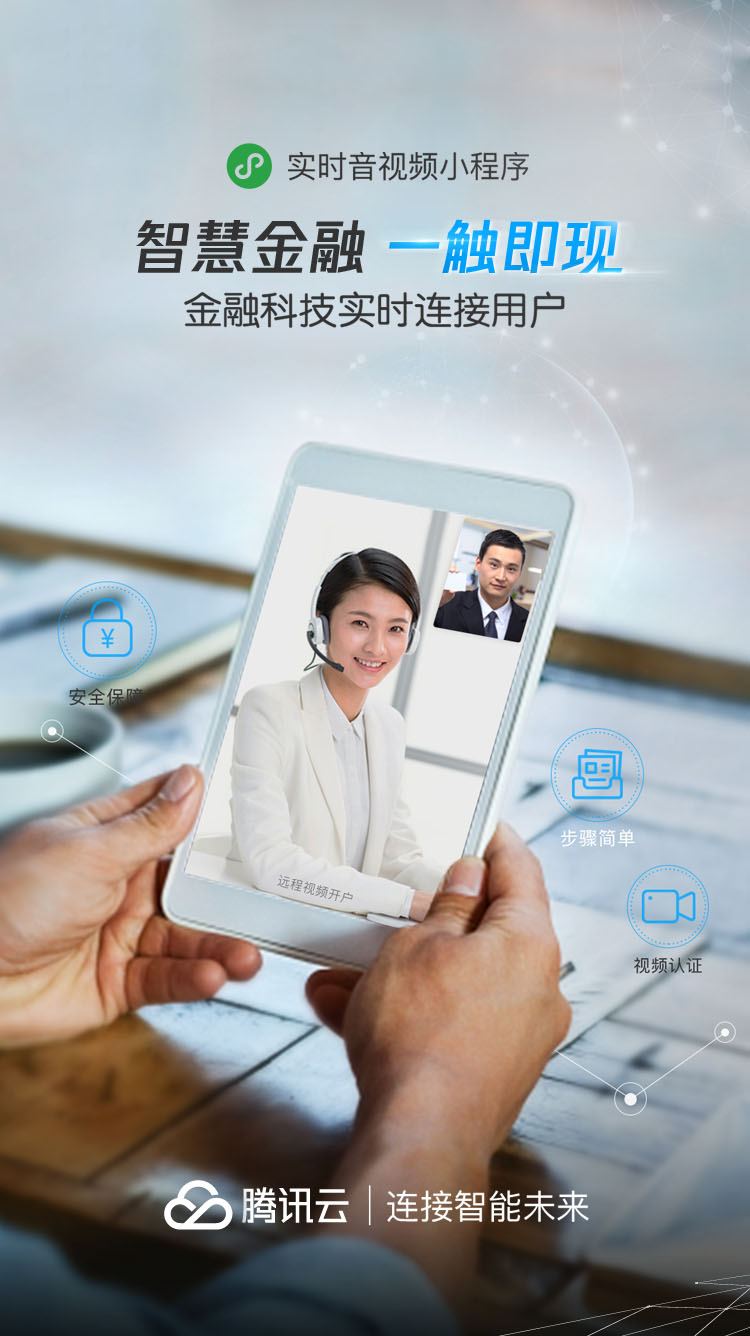 实时音视频小程序
智慧金融 一触即现
金融科技实时连接用户
¥
安全保障
步骤简单
远程视频开户
视频认证
腾讯云 | 连接智能未来